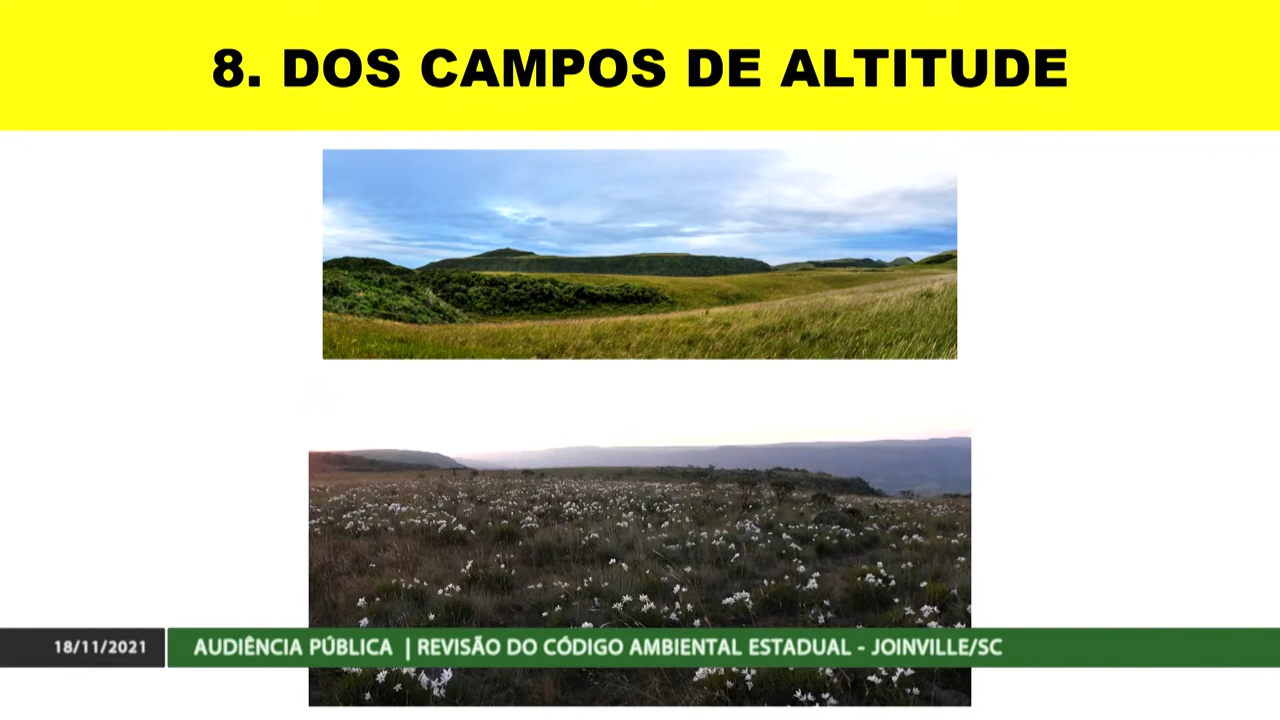 8. DOS CAMPOS DE ALTITUDE
18/11/2021
AUDIÊNCIA PÚBLICA | REVISÃO DO CÓDIGO AMBIENTAL ESTADUAL - JOINVILLE/SC